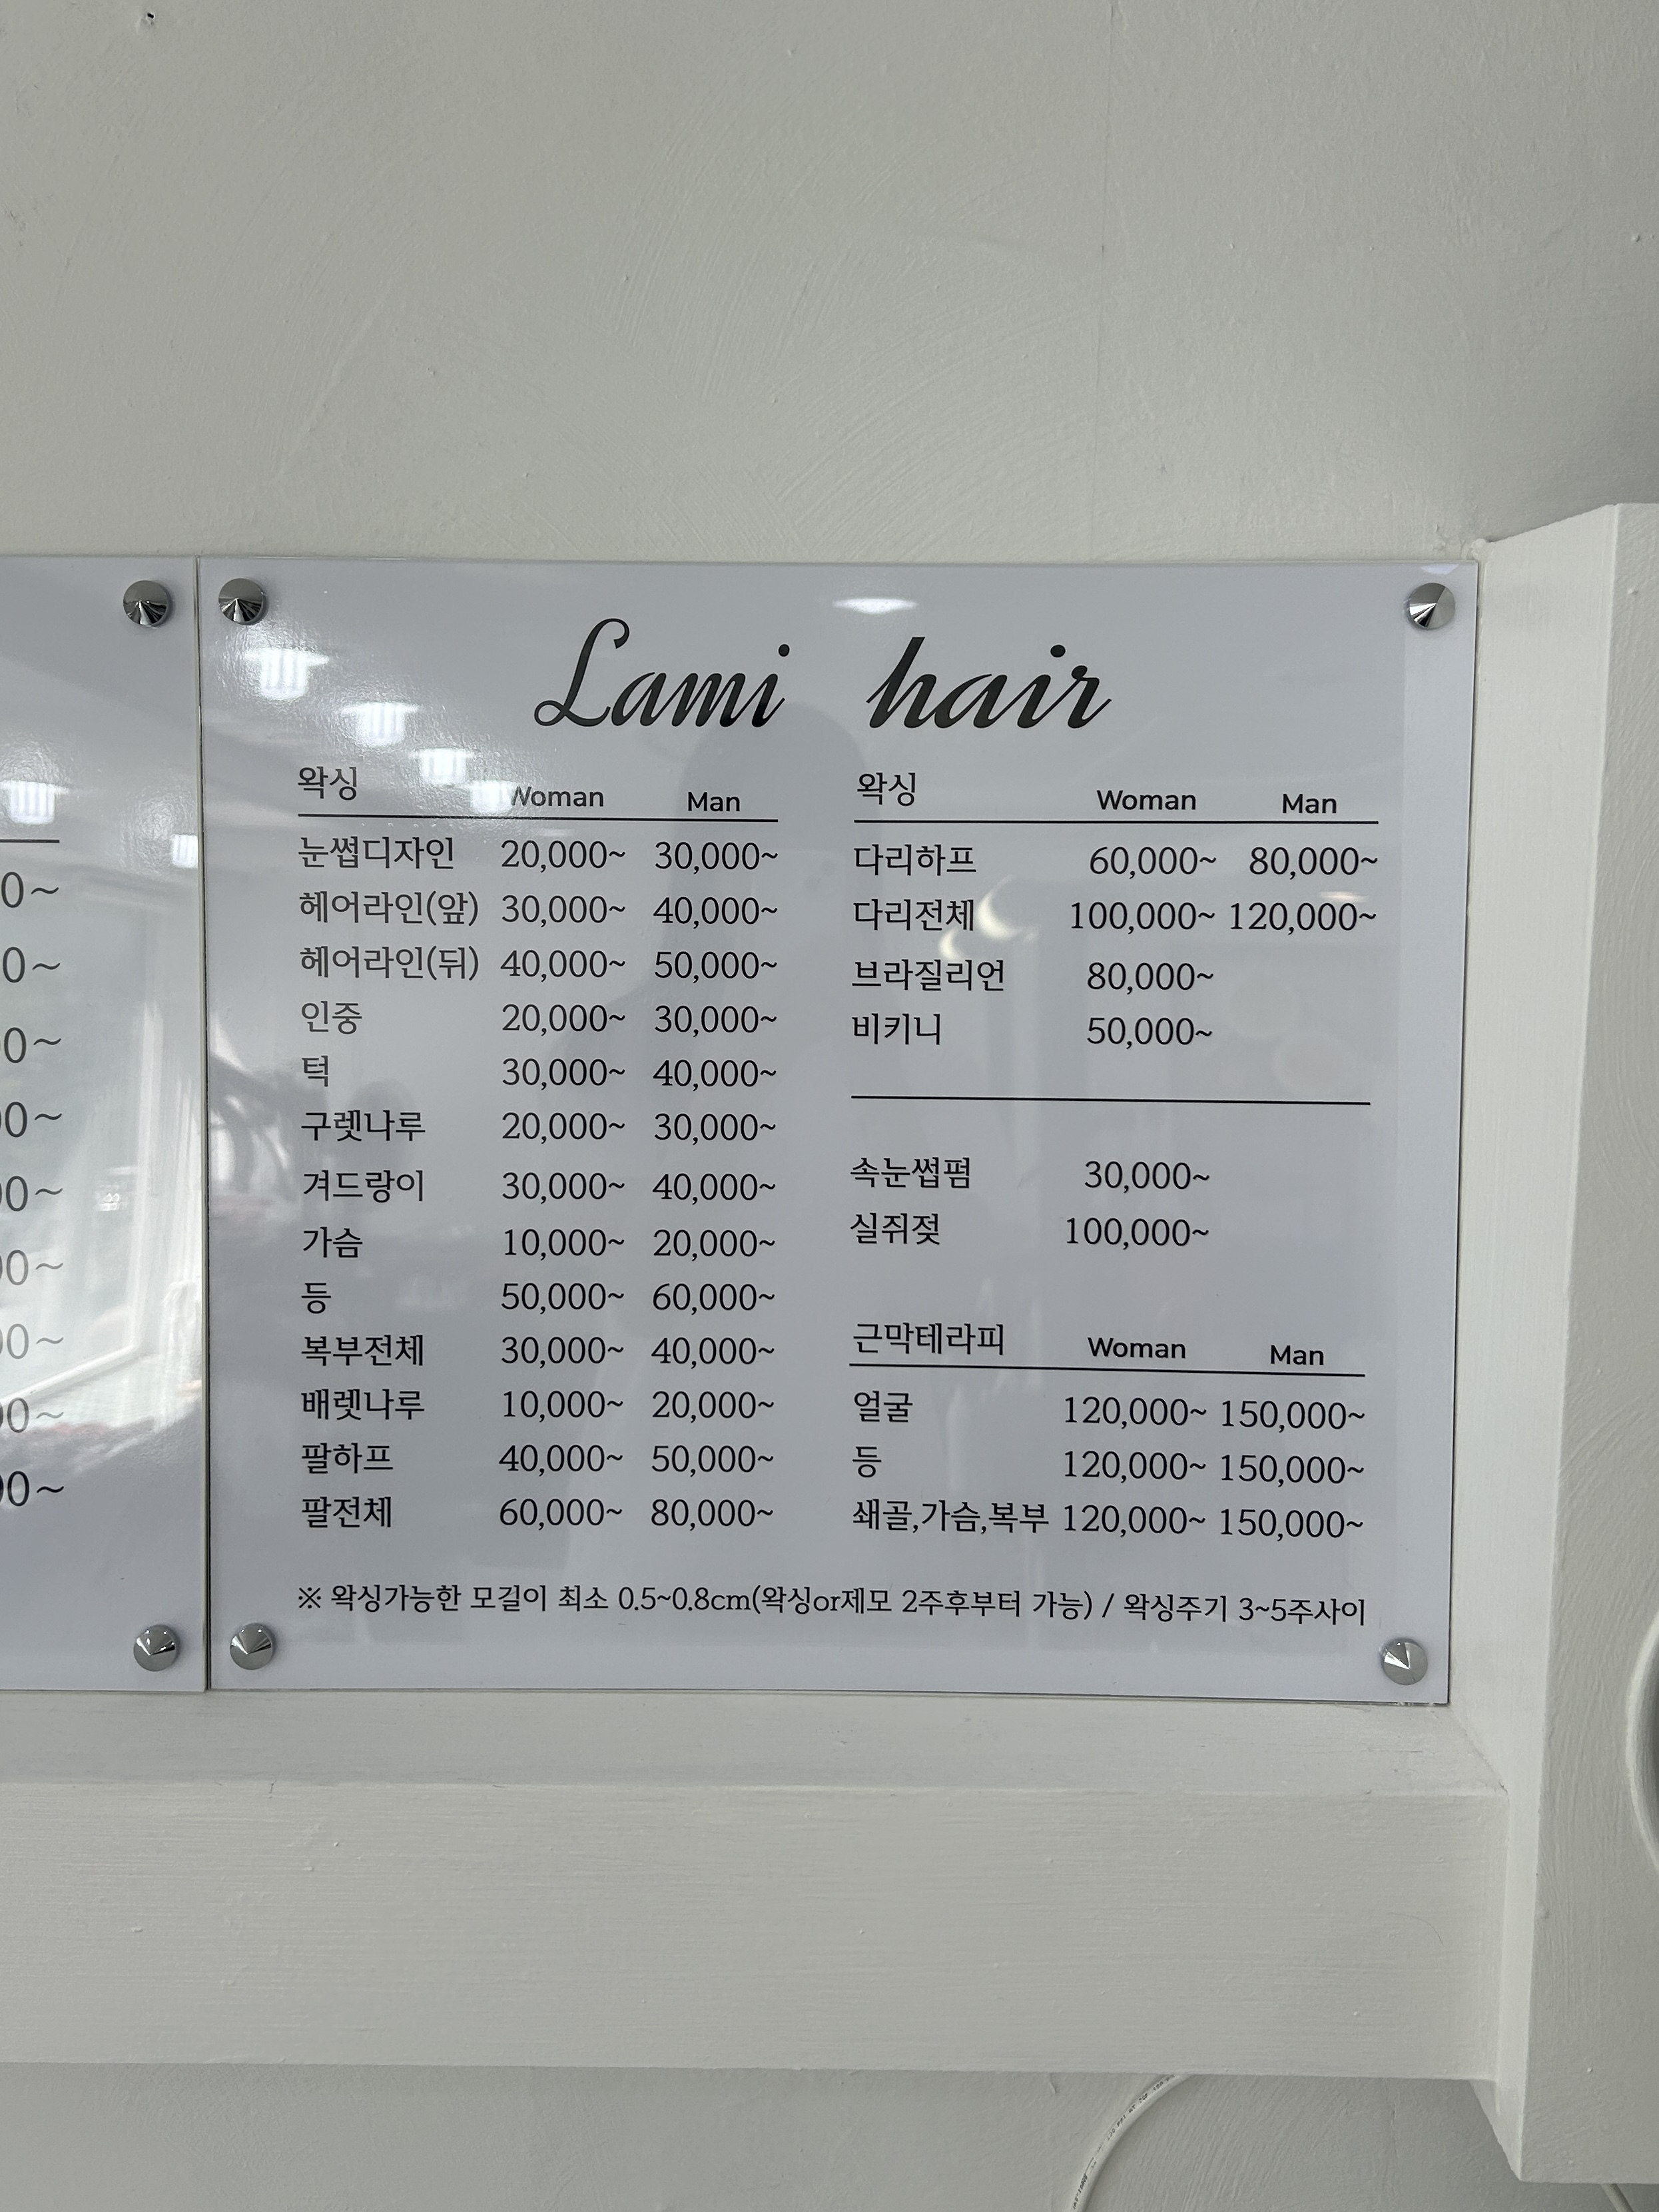 Lami hair
왁싱 Woman Man
눈썹디자인 20,000~ 30,000~
헤어라인(앞) 30,000~ 40,000~
헤어라인(뒤) 40,000~ 50,000~
인중 20,000~ 30,000~
턱 30,000~ 40,000~
구렛나루 20,000~ 30,000~
겨드랑이 30,000~ 40,000~
가슴 10,000~ 20,000~
등 50,000~ 60,000~
복부전체 30,000~ 40,000~
배렛나루 10,000~ 20,000~
팔하프 40,000~ 50,000~
팔전체 60,000~ 80,000~
왁싱 Woman Man
다리하프 60,000~ 80,000~
다리전체 100,000~ 120,000~
브라질리언 80,000~
비키니 50,000~
속눈썹펌 30,000~
실쥐젖 100,000~
근막테라피 Woman Man
얼굴 120,000~ 150,000~
등 120,000~ 150,000~
쇄골,가슴,복부 120,000~ 150,000~
※ 왁싱가능한 모길이 최소 0.5~0.8cm(왁싱or제모 2주후부터 가능) / 왁싱주기 3~5주사이